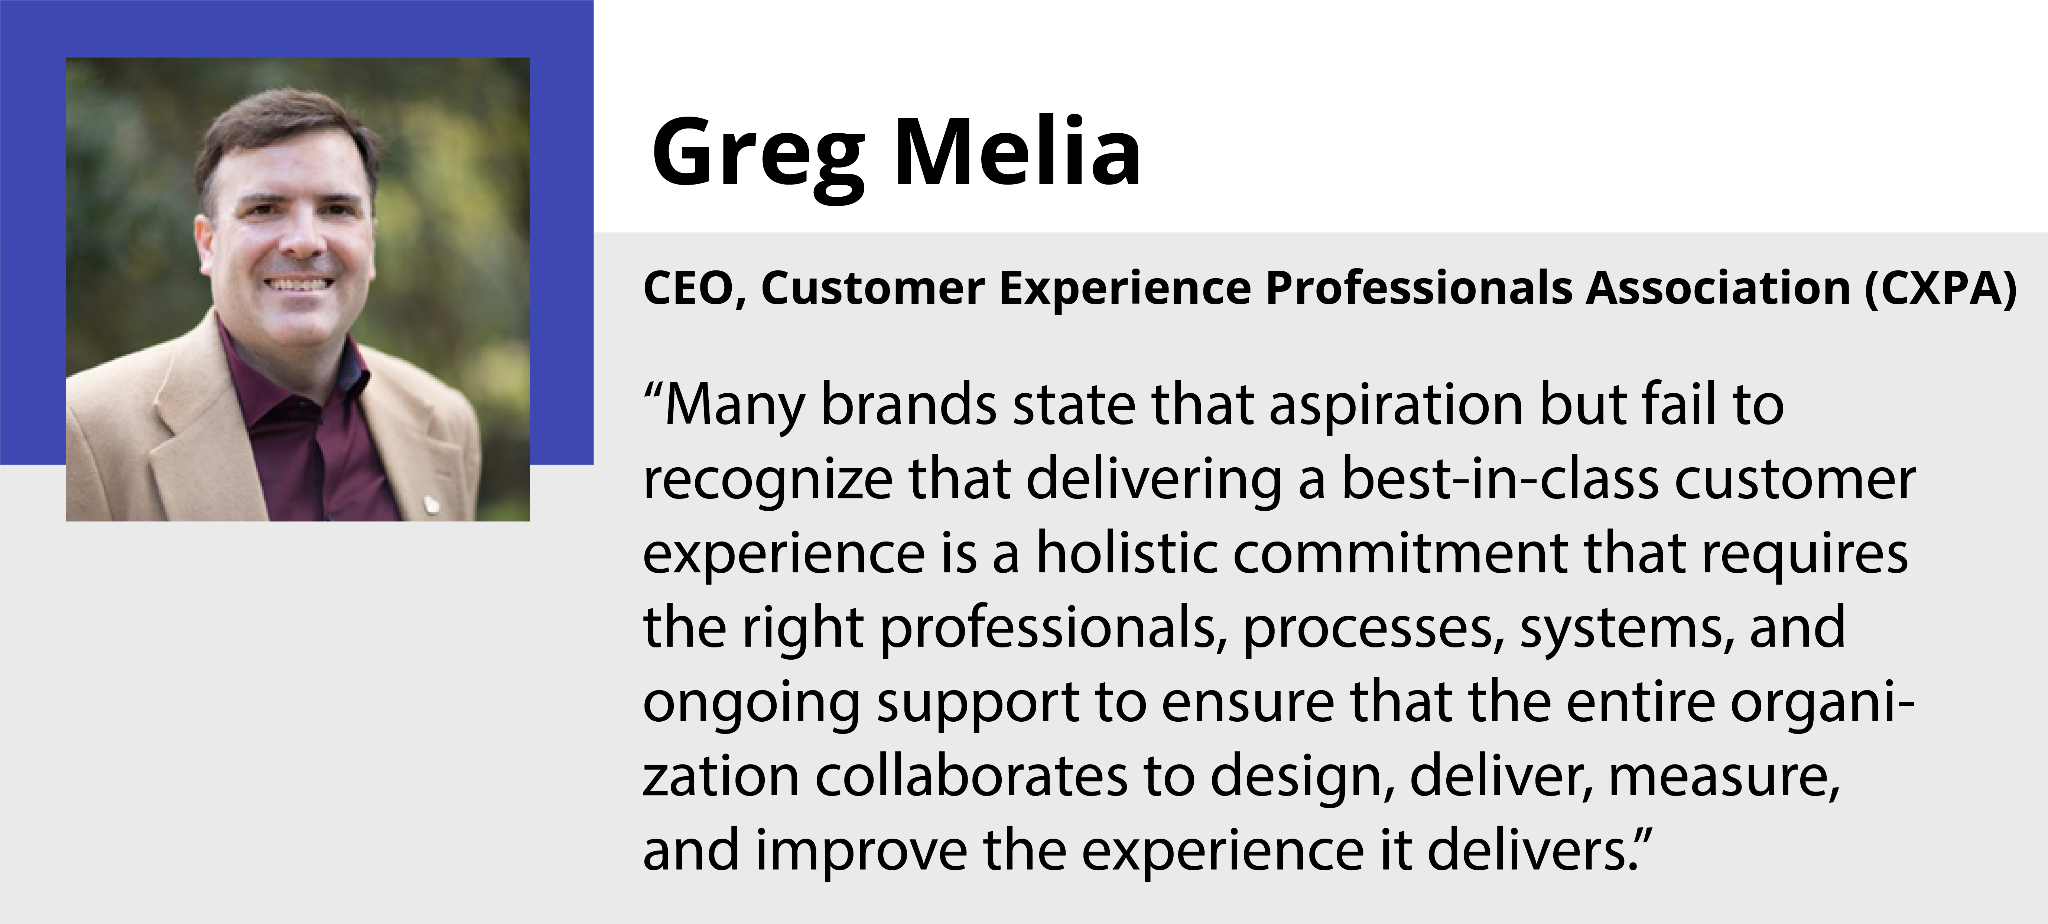 Greg Melia
CEO, Customer Experience Professionals Association (CXPA)
“Many brands state that aspiration but fail to
recognize that delivering a best-in-class customer
experience is a holistic commitment that requires
the right professionals, processes, systems, and
ongoing support to ensure that the entire organi-
zation collaborates to design, deliver, measure,
and improve the experience it delivers.”